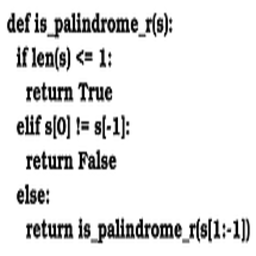 def is_palindrome_r(s):
if len(s) <= 1:
return True
elif s[0] != s[-1]:
return False
else:
return is_palindrome_r(s[1:-1])